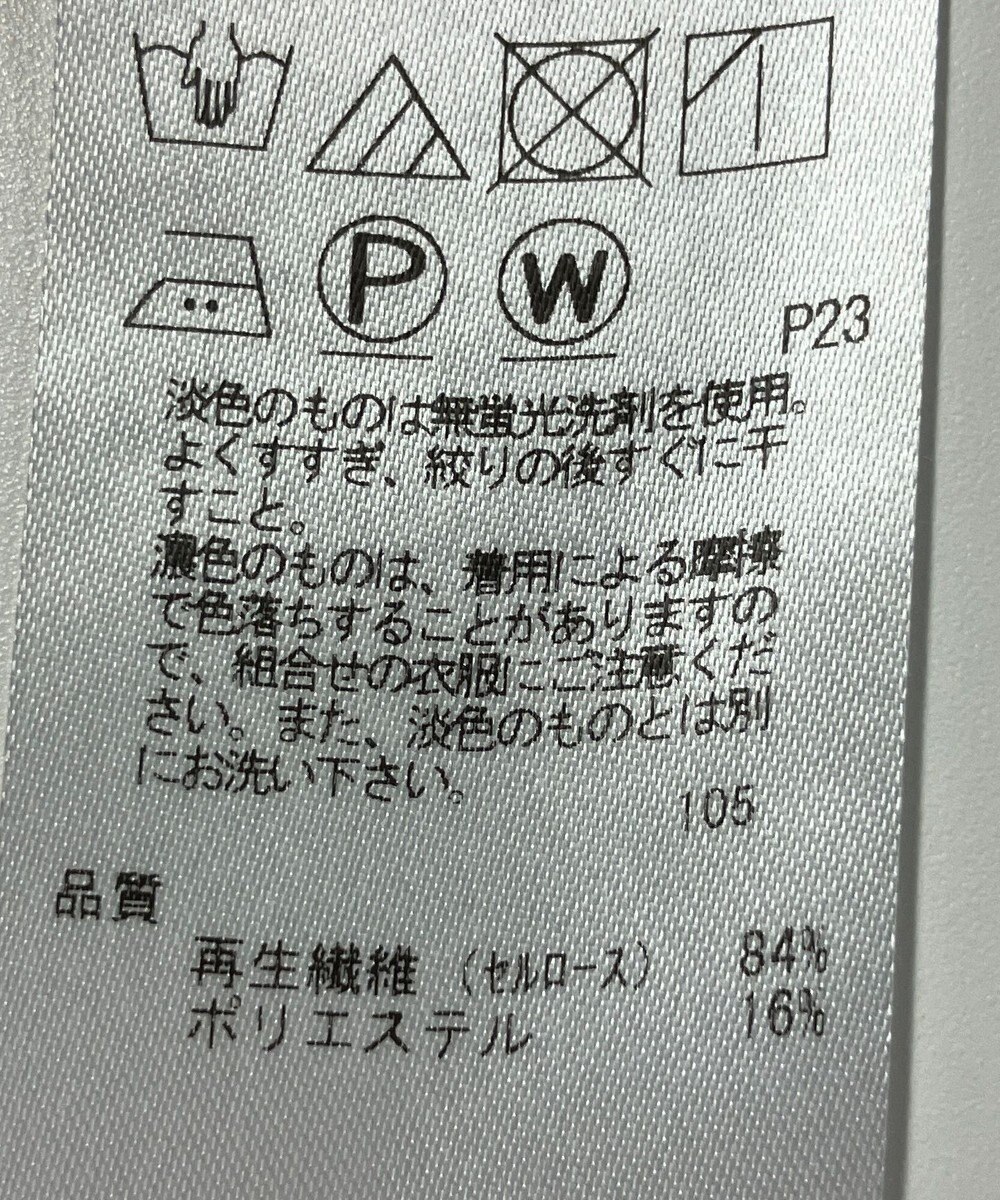 P W
P23
淡色のものは無蛍光洗剤を使用。
よくすすぎ、絞りの後すぐに干
すこと。
濃色のものは、着用による摩擦
で色落ちすることがありますの
で、組合せの衣服にご注意くだ
さい。また、淡色のものとは別
にお洗い下さい。
105
品質
再生繊維（セルロース） 84%
ポリエステル 16%